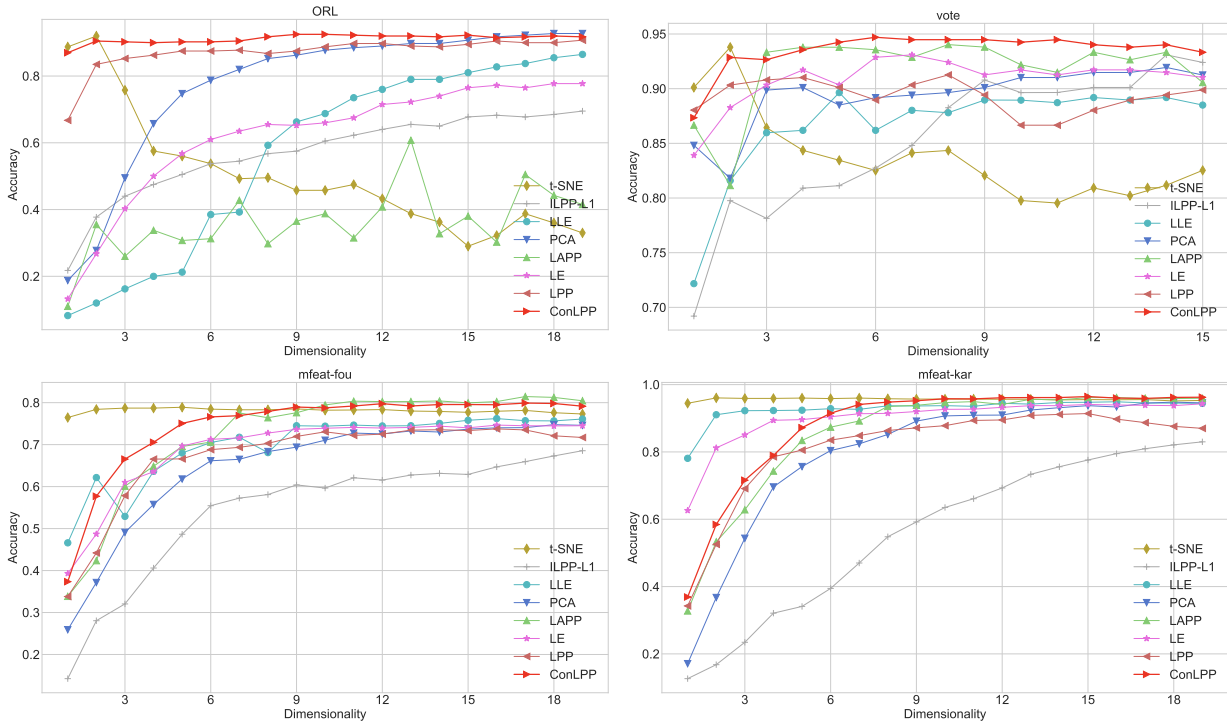 ORL
Accuracy
0.8
0.6
0.4
0.2
3
6
9
12
15
18
Dimensionality
t-SNE
ILPP-L1
LLE
PCA
LAPP
LE
LPP
ConLPP
vote
Accuracy
0.95
0.90
0.85
0.80
0.75
0.70
3
6
9
12
15
Dimensionality
t-SNE
ILPP-L1
LLE
PCA
LAPP
LE
LPP
ConLPP
mfeat-fou
Accuracy
0.8
0.7
0.6
0.5
0.4
0.3
0.2
3
6
9
12
15
18
Dimensionality
t-SNE
ILPP-L1
LLE
PCA
LAPP
LE
LPP
ConLPP
mfeat-kar
Accuracy
1.0
0.8
0.6
0.4
0.2
3
6
9
12
15
18
Dimensionality
t-SNE
ILPP-L1
LLE
PCA
LAPP
LE
LPP
ConLPP